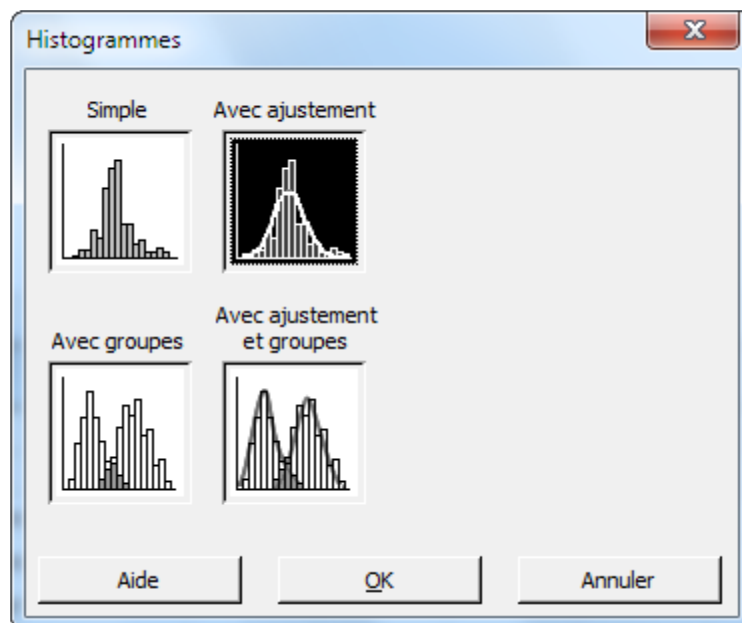 Histogrammes
Simple
Avec ajustement
Avec groupes
Avec ajustement
et groupes
Aide
OK
Annuler